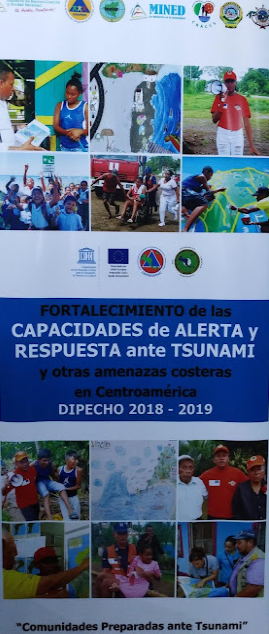 MINED
FORTALECIMIENTO de las
CAPACIDADES de ALERTA y
RESPUESTA ante TSUNAMI
y otras amenazas costeras
en Centroamérica
DIPECHO 2018 - 2019
"Comunidades Preparadas ante Tsunami"